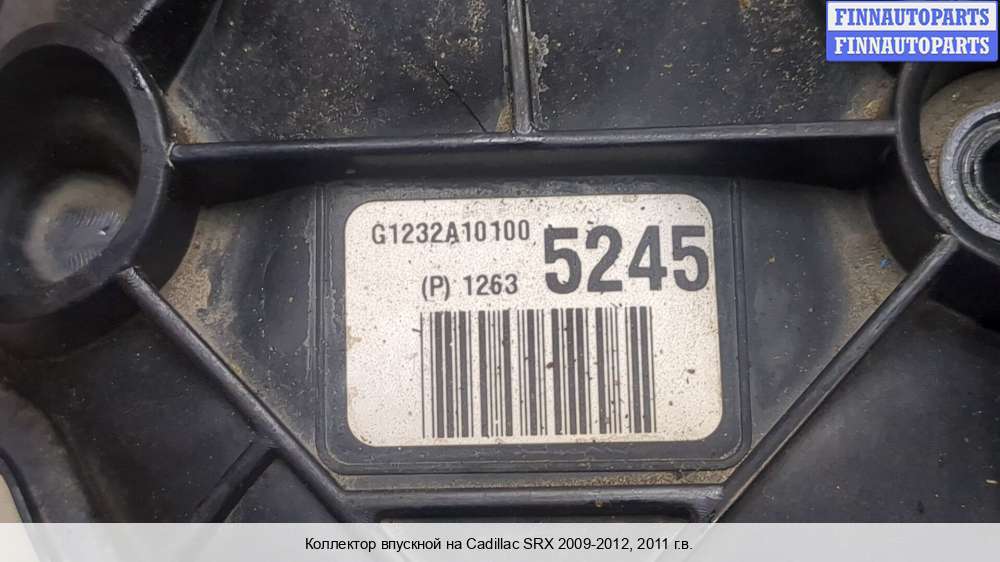 FINNAUTOPARTS
FINNAUTOPARTS
G1232A10100
(P) 1263 5245
Коллектор впускной на Cadillac SRX 2009-2012, 2011 г.в.